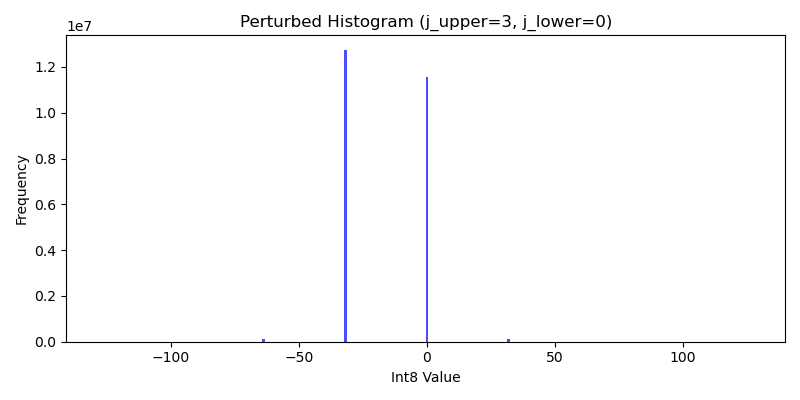 Perturbed Histogram (j_upper=3, j_lower=0)
1e7
1.2
1.0
0.8
0.6
0.4
0.2
0.0
Frequency
−100 −50 0 50 100
Int8 Value